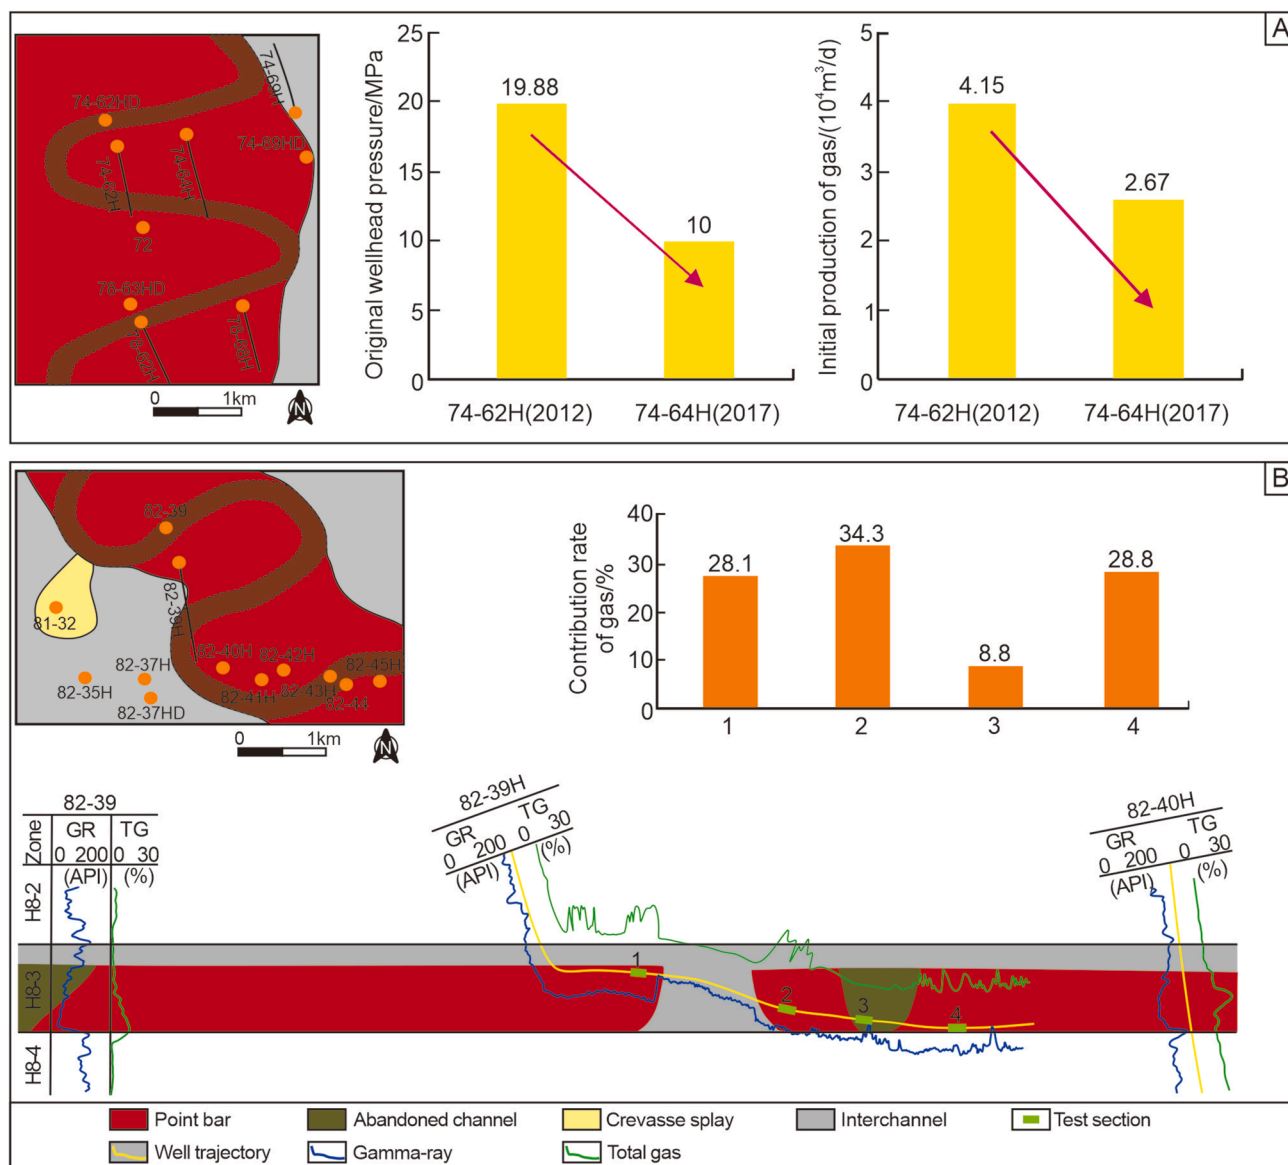 A
74-69H
74-62HD
74-69HD
74-62H
74-64H
72
76-63HD
76-62H
76-68H
0 1km
N
Original wellhead pressure/MPa
25
20
15
10
5
0
19.88
10
74-62H(2012) 74-64H(2017)
Initial production of gas/(10⁴m³/d)
5
4
3
2
1
0
4.15
2.67
74-62H(2012) 74-64H(2017)
B
82-39
82-39H
81-32
82-40H
82-42H
82-45H
82-37H
82-35H
82-41H
82-43H
82-44
82-37HD
0 1km
N
Contribution rate
of gas/%
40
30
20
10
0
28.1
34.3
8.8
28.8
1 2 3 4
82-39
Zone
GR TG
0 200 0 30
(API) (%)
H8-2
H8-3
H8-4
82-39H
GR TG
0 200 0 30
(API) (%)
82-40H
GR TG
0 200 0 30
(API) (%)
1
2
3
4
Point bar Abandoned channel Crevasse splay Interchannel Test section
Well trajectory Gamma-ray Total gas